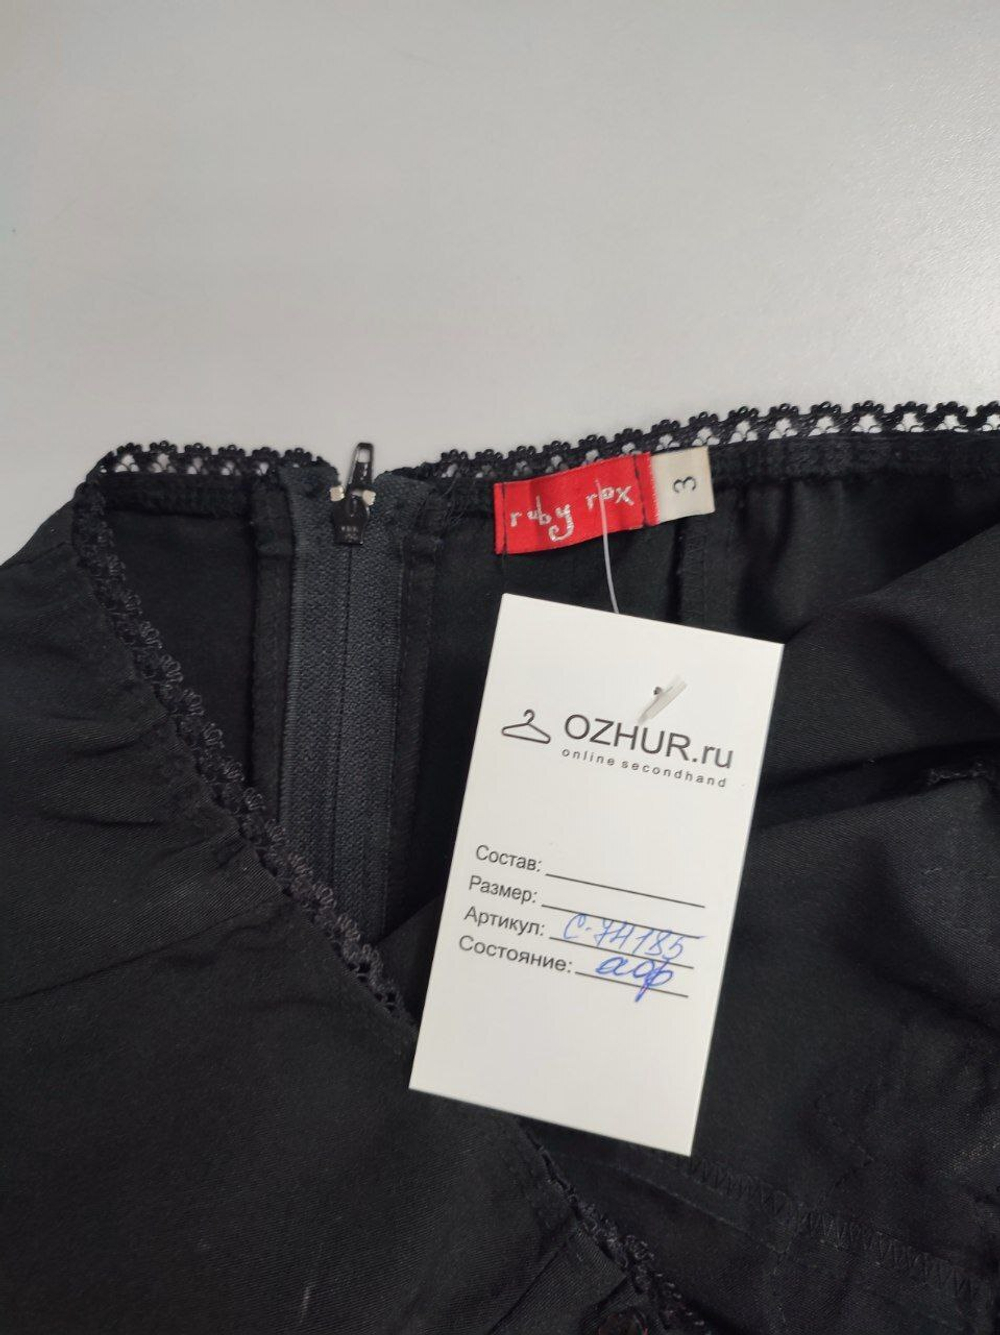 ruby rox
3
OZHUR.ru
online secondhand
Состав:
Размер:
Артикул: С-74185
Состояние: